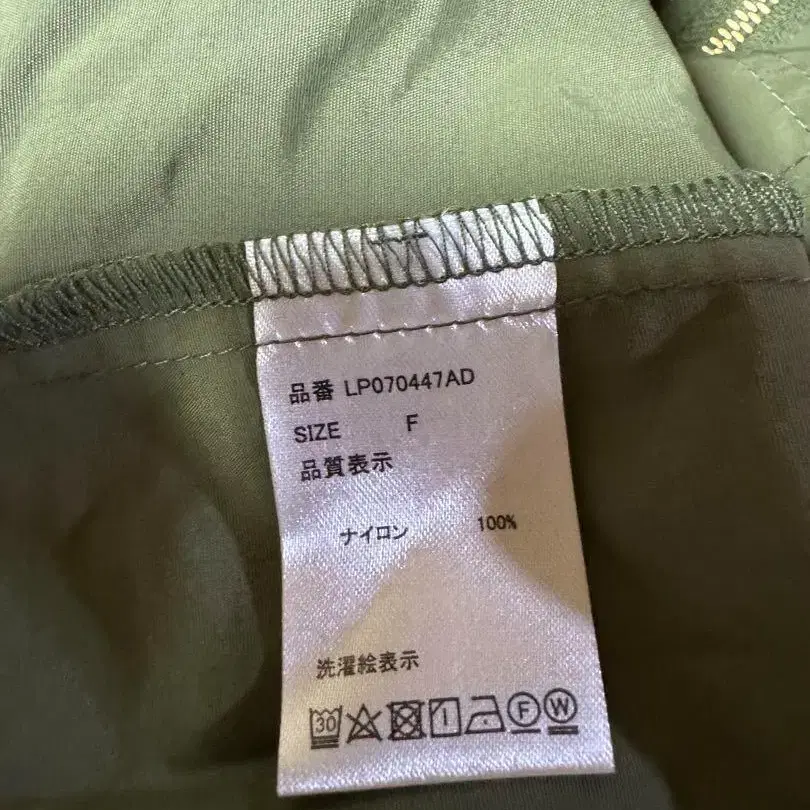 品番 LP070447AD
SIZE F
品質表示
ナイロン 100%
洗濯絵表示
30 F W